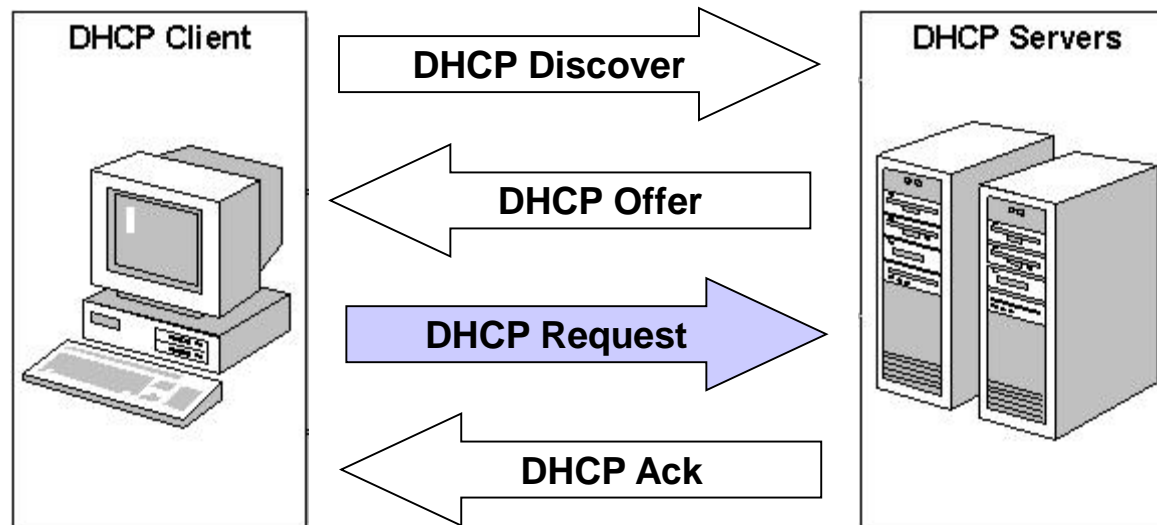 DHCP Client
DHCP Servers
DHCP Discover
DHCP Offer
DHCP Request
DHCP Ack